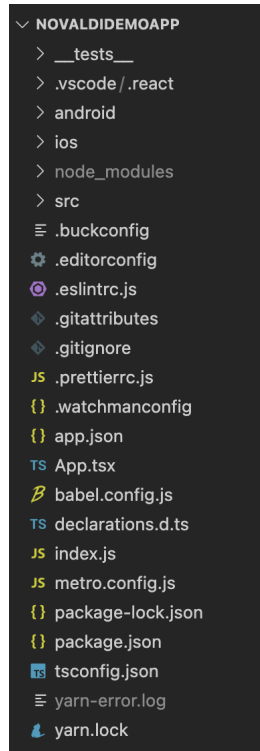 NOVALDIDEMOAPP
__tests__
.vscode/.react
android
ios
node_modules
src
.buckconfig
.editorconfig
.eslintrc.js
.gitattributes
.gitignore
JS .prettierrc.js
{} .watchmanconfig
{} app.json
TS App.tsx
babel.config.js
TS declarations.d.ts
JS index.js
JS metro.config.js
{} package-lock.json
{} package.json
TS tsconfig.json
yarn-error.log
yarn.lock